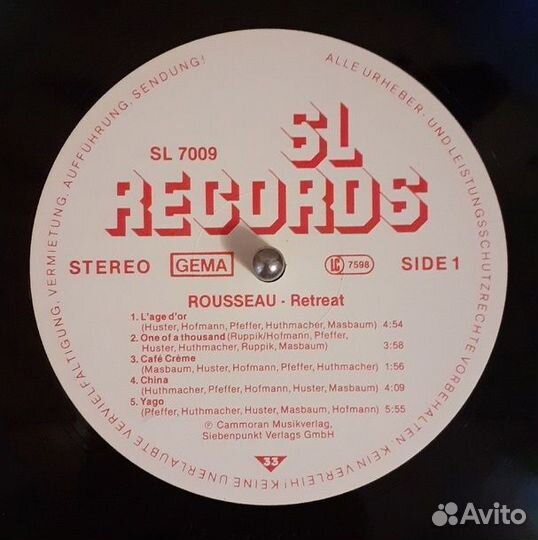 ALLE URHEBER- UND LEISTUNGSSCHUTZRECHTE VORBEHALTEN. KEIN VERLEIH! KEINE UNERLAUBTE VERVIELFÄLTIGUNG, VERMIETUNG, AUFFÜHRUNG, SENDUNG!
SL 7009 SL
RECORDS
STEREO GEMA LC 7598 SIDE 1
ROUSSEAU - Retreat
1. L'age d'or
(Huster, Hofmann, Pfeffer, Huthmacher, Masbaum) 4:54
2. One of a thousand (Ruppik/Hofmann, Pfeffer,
Huster, Huthmacher, Ruppik, Masbaum) 3:58
3. Café Crème
(Masbaum, Huster, Hofmann, Pfeffer, Huthmacher) 1:56
4. China
(Huthmacher, Pfeffer, Huster, Masbaum, Hofmann) 4:09
5. Yago
(Pfeffer, Huthmacher, Huster, Masbaum, Hofmann) 5:55
℗ Cammoran Musikverlag,
Siebenpunkt Verlags GmbH
33
Avito